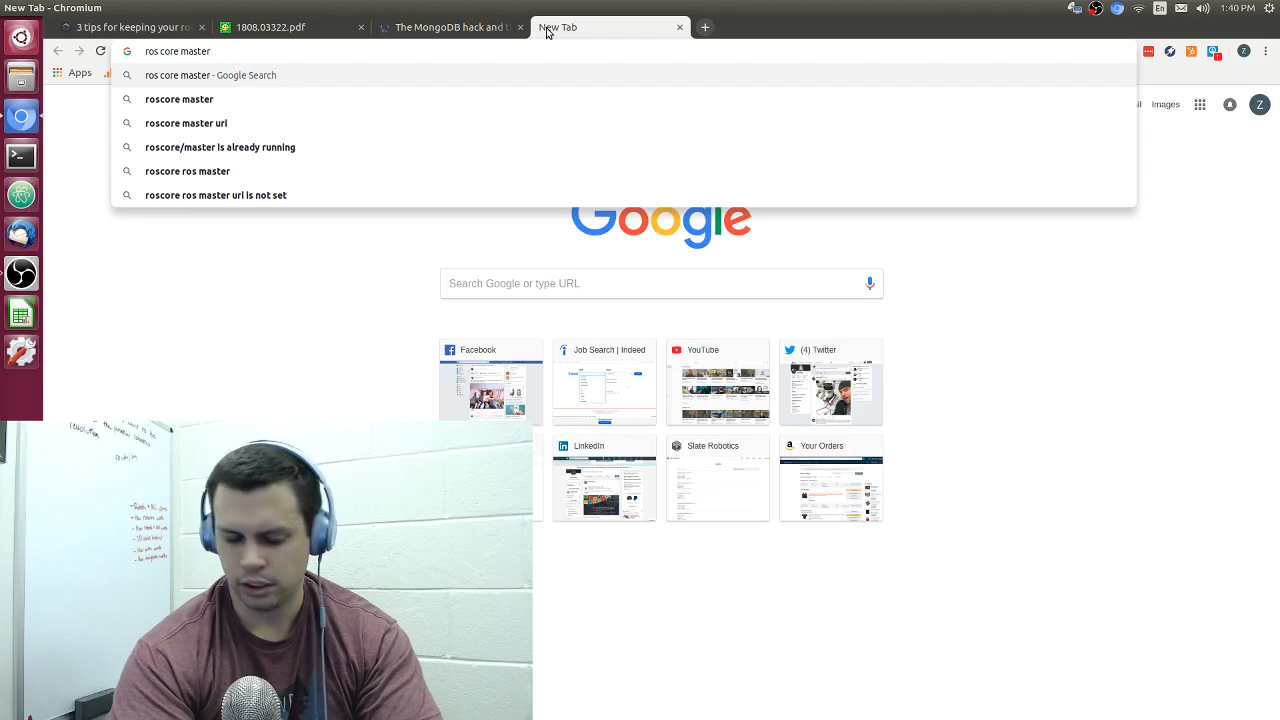 New Tab - Chromium
En
1:40 PM
3 tips for keeping your ro
1808.03322.pdf
The MongoDB hack and t
New Tab
ros core master
Apps
ros core master - Google Search
roscore master
roscore master url
roscore/master is already running
roscore ros master
roscore ros master uri is not set
Images
Z
Z
Google
Search Google or type URL
Facebook
Job Search | Indeed
YouTube
(4) Twitter
LinkedIn
Slate Robotics
Your Orders
revolution